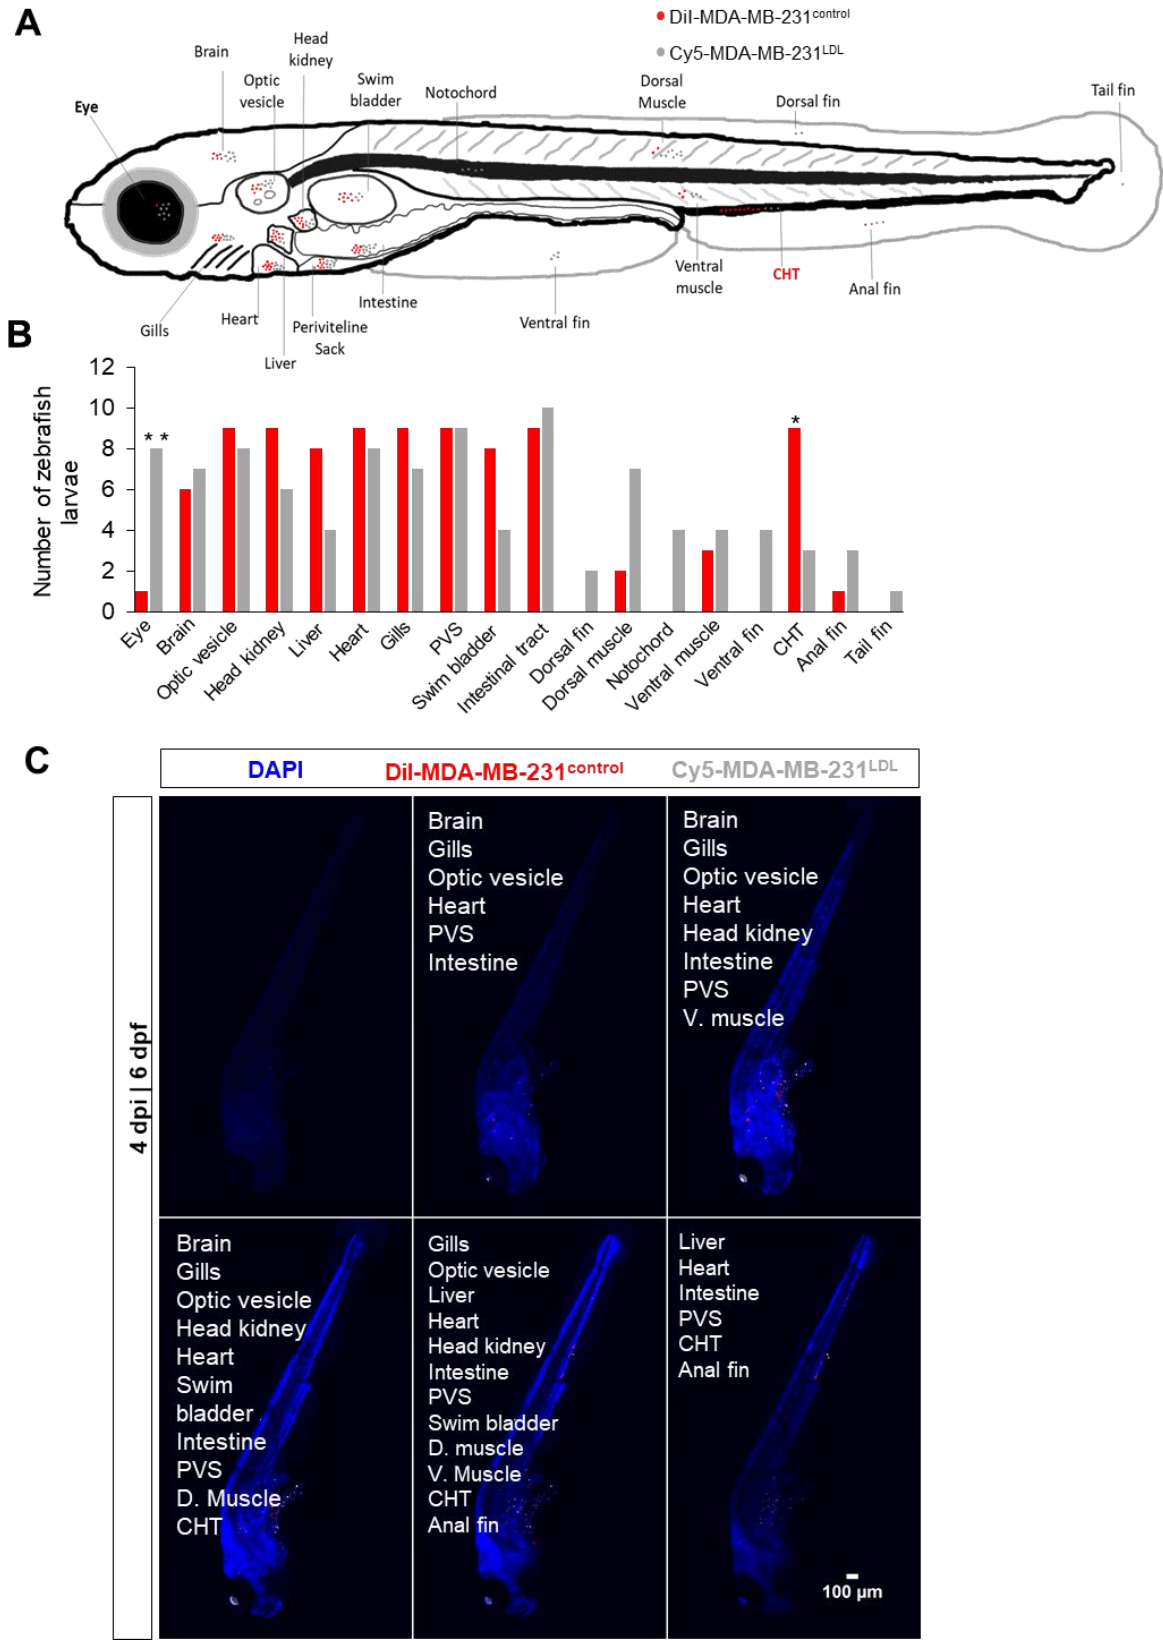 A
DiI-MDA-MB-231control
Cy5-MDA-MB-231LDL
Brain
Head
kidney
Optic
vesicle
Swim
bladder
Notochord
Dorsal
Muscle
Dorsal fin
Tail fin
Eye
Gills
Heart
Liver
Periviteline
Sack
Intestine
Ventral fin
Ventral
muscle
CHT
Anal fin
B
Number of zebrafish
larvae
12
10
8
6
4
2
0
* *
*
Eye
Brain
Optic vesicle
Head kidney
Liver
Heart
Gills
PVS
Swim bladder
Intestinal tract
Dorsal fin
Dorsal muscle
Notochord
Ventral muscle
Ventral fin
CHT
Anal fin
Tail fin
C
DAPI
DiI-MDA-MB-231control
Cy5-MDA-MB-231LDL
4 dpi | 6 dpf
Brain
Gills
Optic vesicle
Heart
PVS
Intestine
Brain
Gills
Optic vesicle
Heart
Head kidney
Intestine
PVS
V. muscle
Brain
Gills
Optic vesicle
Head kidney
Heart
Swim
bladder
Intestine
PVS
D. Muscle
CHT
Gills
Optic vesicle
Liver
Heart
Head kidney
Intestine
PVS
Swim bladder
D. muscle
V. Muscle
CHT
Anal fin
Liver
Heart
Intestine
PVS
CHT
Anal fin
100 µm